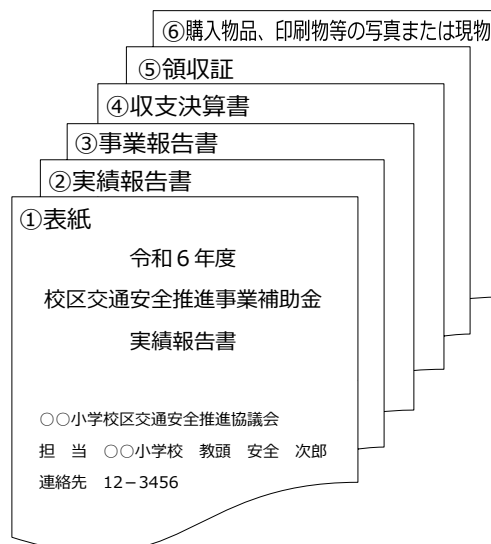 ⑥購入物品、印刷物等の写真または現物
⑤領収証
④収支決算書
③事業報告書
②実績報告書
①表紙
令和６年度
校区交通安全推進事業補助金
実績報告書
○○小学校区交通安全推進協議会
担　当　○○小学校　教頭　安全　次郎
連絡先　12－3456